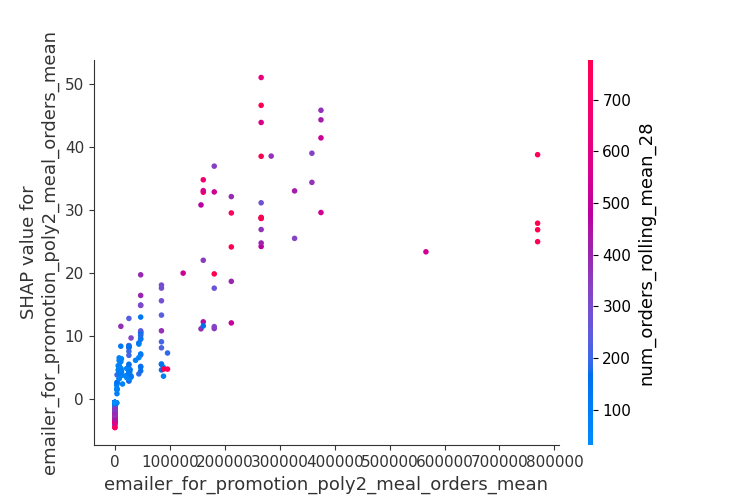 SHAP value for
emailer_for_promotion_poly2_meal_orders_mean
50
40
30
20
10
0
0 100000 200000 300000 400000 500000 600000 700000 800000
emailer_for_promotion_poly2_meal_orders_mean
700
600
500
400
300
200
100
num_orders_rolling_mean_28